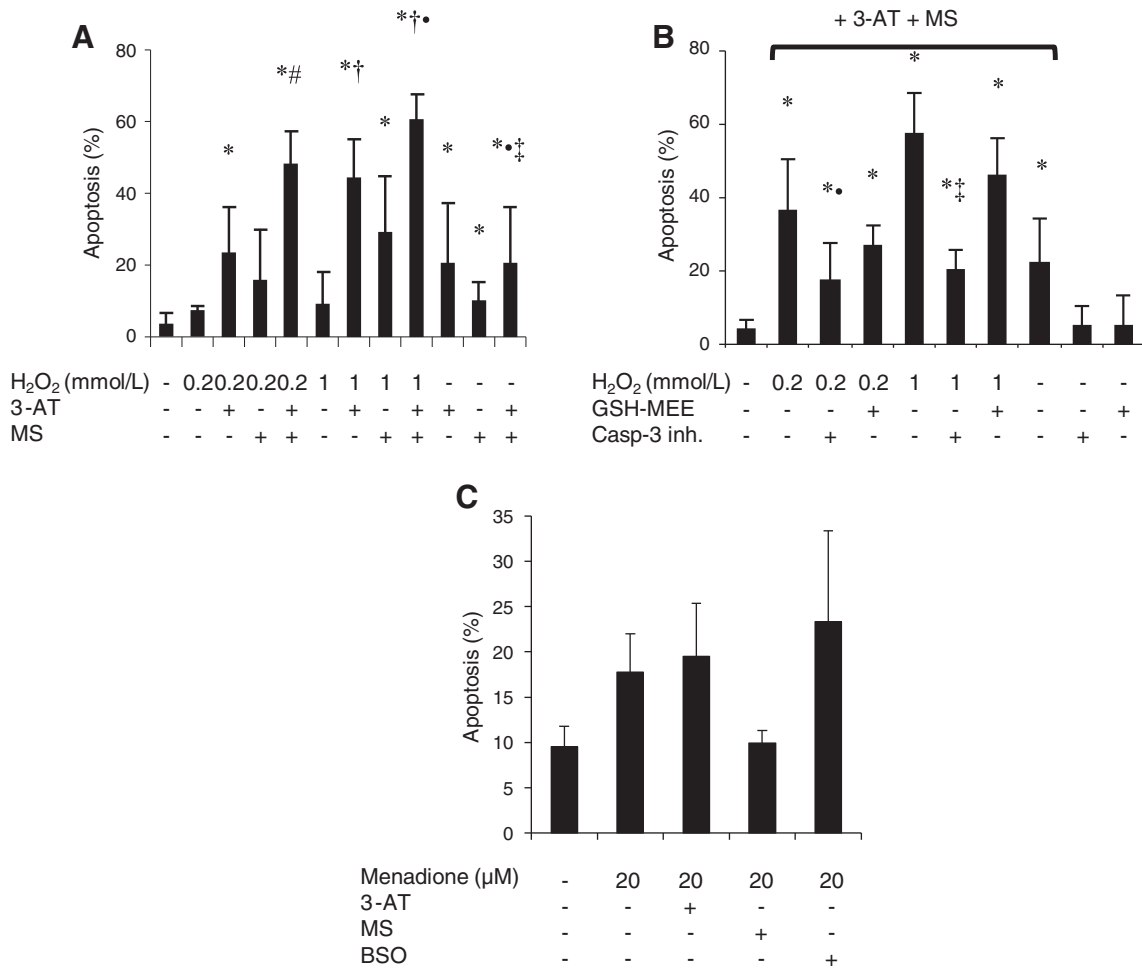 A
Apoptosis (%)
80
60
40
20
0
*
*#
*†
*
*†•
*
*
*•‡
H₂O₂ (mmol/L) - 0.2 0.2 0.2 0.2 1 1 1 1 - - -
3-AT - - + - + - + - + + - +
MS - - - + + - - + + - + +
B
+ 3-AT + MS
Apoptosis (%)
80
60
40
20
0
*
*•
*
*
*‡
*
*
H₂O₂ (mmol/L) - 0.2 0.2 0.2 1 1 1 - - -
GSH-MEE - - - + - - + - - +
Casp-3 inh. - - + - - + - - + -
C
Apoptosis (%)
35
30
25
20
15
10
5
0
Menadione (µM) - 20 20 20 20
3-AT - - + - -
MS - - - + -
BSO - - - - +